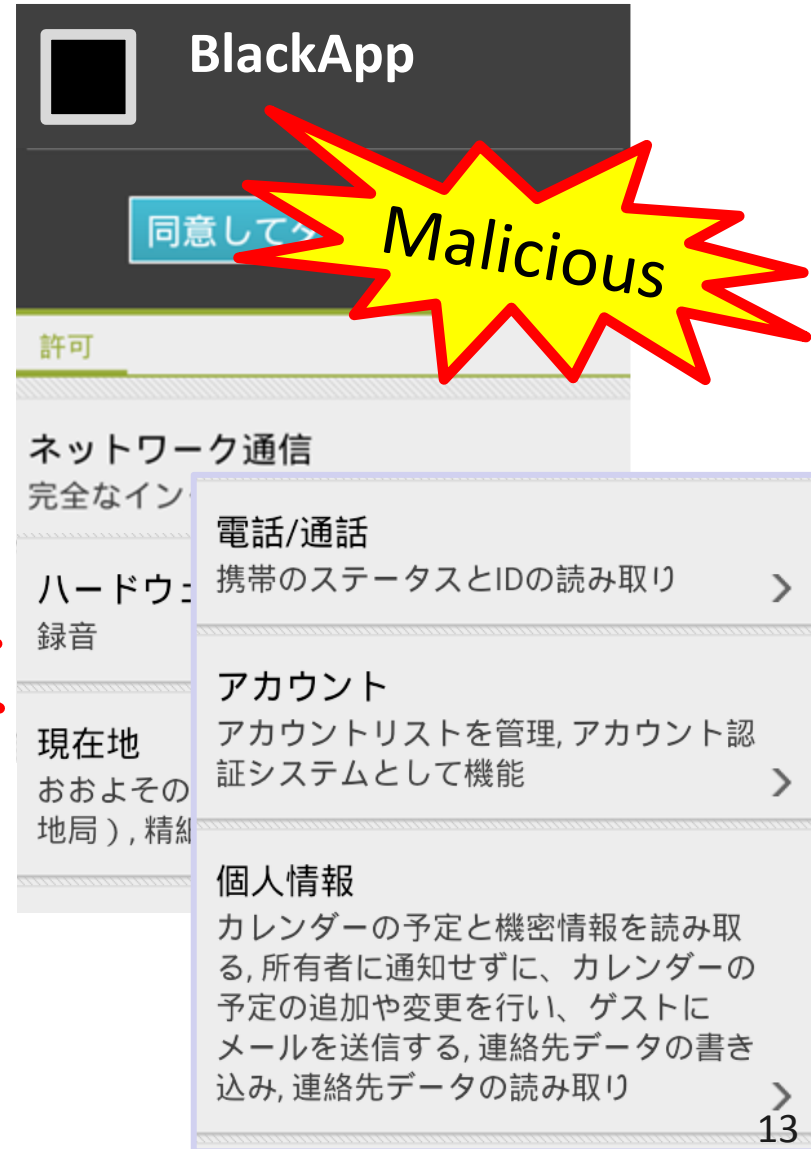 BlackApp
同意して
Malicious
許可
ネットワーク通信
完全なイン
ハードウェ
録音
現在地
おおよその
地局）, 精細
電話/通話
携帯のステータスとIDの読み取り
アカウント
アカウントリストを管理, アカウント認
証システムとして機能
個人情報
カレンダーの予定と機密情報を読み取
る, 所有者に通知せずに、カレンダーの
予定の追加や変更を行い、ゲストに
メールを送信する, 連絡先データの書き
込み, 連絡先データの読み取り
13